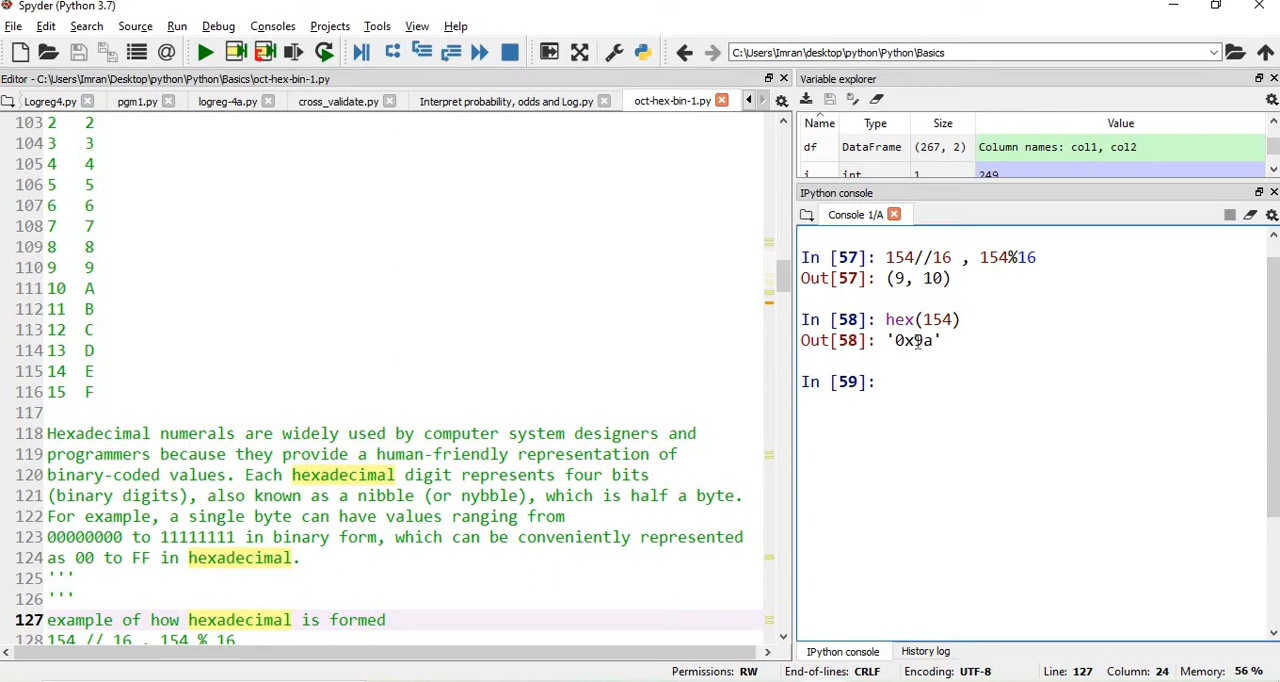 Spyder (Python 3.7)
File Edit Search Source Run Debug Consoles Projects Tools View Help
C:\Users\Imran\desktop\python\Python\Basics
Editor - C:\Users\Imran\Desktop\python\Python\Basics\oct-hex-bin-1.py
Logreg4.py pgm1.py logreg-4a.py cross_validate.py Interpret probability, odds and Log.py oct-hex-bin-1.py
103 2 2
104 3 3
105 4 4
106 5 5
107 6 6
108 7 7
109 8 8
110 9 9
111 10 A
112 11 B
113 12 C
114 13 D
115 14 E
116 15 F
117
118 Hexadecimal numerals are widely used by computer system designers and
119 programmers because they provide a human-friendly representation of
120 binary-coded values. Each hexadecimal digit represents four bits
121 (binary digits), also known as a nibble (or nybble), which is half a byte.
122 For example, a single byte can have values ranging from
123 00000000 to 11111111 in binary form, which can be conveniently represented
124 as 00 to FF in hexadecimal.
125 '''
126 '''
127 example of how hexadecimal is formed
128 154 // 16 , 154 % 16
Variable explorer
Name Type Size Value
df DataFrame (267, 2) Column names: col1, col2
i int 1 249
IPython console
Console 1/A
In [57]: 154//16 , 154%16
Out[57]: (9, 10)
In [58]: hex(154)
Out[58]: '0x9a'
In [59]:
IPython console History log
Permissions: RW End-of-lines: CRLF Encoding: UTF-8 Line: 127 Column: 24 Memory: 56 %